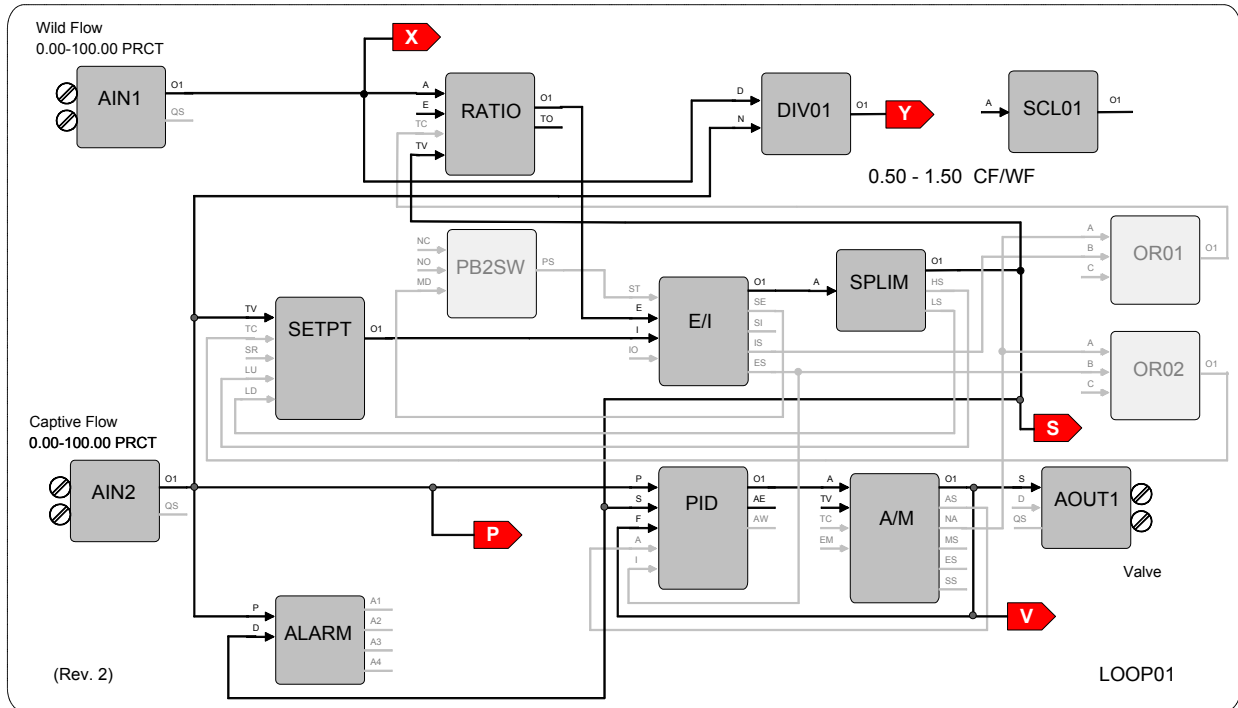 Wild Flow
0.00-100.00 PRCT
X
AIN1
O1
QS
A
E
TC
TV
RATIO
O1
TO
D
N
DIV01
O1
Y
A
SCL01
O1
0.50 - 1.50 CF/WF
NC
NO
MD
PB2SW
PS
A
B
C
OR01
O1
TV
TC
SR
LU
LD
SETPT
O1
ST
E
I
IO
E/I
O1
SE
SI
IS
ES
A
SPLIM
O1
HS
LS
A
B
C
OR02
O1
Captive Flow
0.00-100.00 PRCT
S
AIN2
O1
QS
P
P
S
F
A
I
PID
O1
AE
AW
A
TV
TC
EM
A/M
O1
AS
NA
MS
ES
SS
S
D
QS
AOUT1
Valve
P
D
ALARM
A1
A2
A3
A4
V
(Rev. 2)
LOOP01